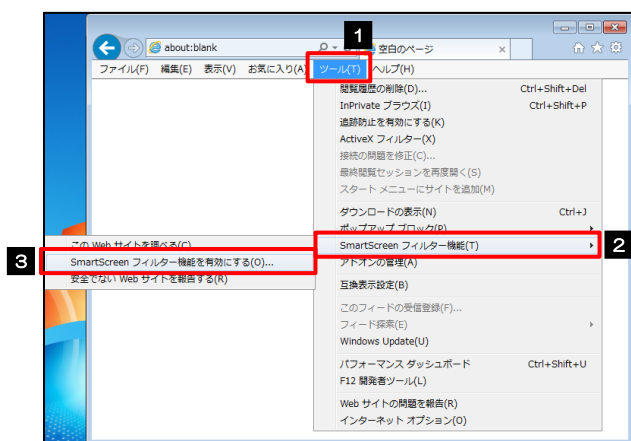 1
about:blank
空白のページ
ファイル(F) 編集(E) 表示(V) お気に入り(A) ツール(T) ヘルプ(H)
閲覧履歴の削除(D)... Ctrl+Shift+Del
InPrivate ブラウズ(I) Ctrl+Shift+P
追跡防止を有効にする(K)
ActiveX フィルター(X)
接続の問題を修正(C)...
最終閲覧セッションを再度開く(S)
スタート メニューにサイトを追加(M)
ダウンロードの表示(N) Ctrl+J
ポップアップ ブロック(P)
SmartScreen フィルター機能(T)
2
アドオンの管理(A)
この Web サイトを調べる(C)
3
SmartScreen フィルター機能を有効にする(O)...
安全でない Web サイトを報告する(R)
互換表示設定(B)
このフィードの受信登録(F)...
フィード探索(E)
Windows Update(U)
パフォーマンス ダッシュボード Ctrl+Shift+U
F12 開発者ツール(L)
Web サイトの問題を報告(R)
インターネット オプション(O)